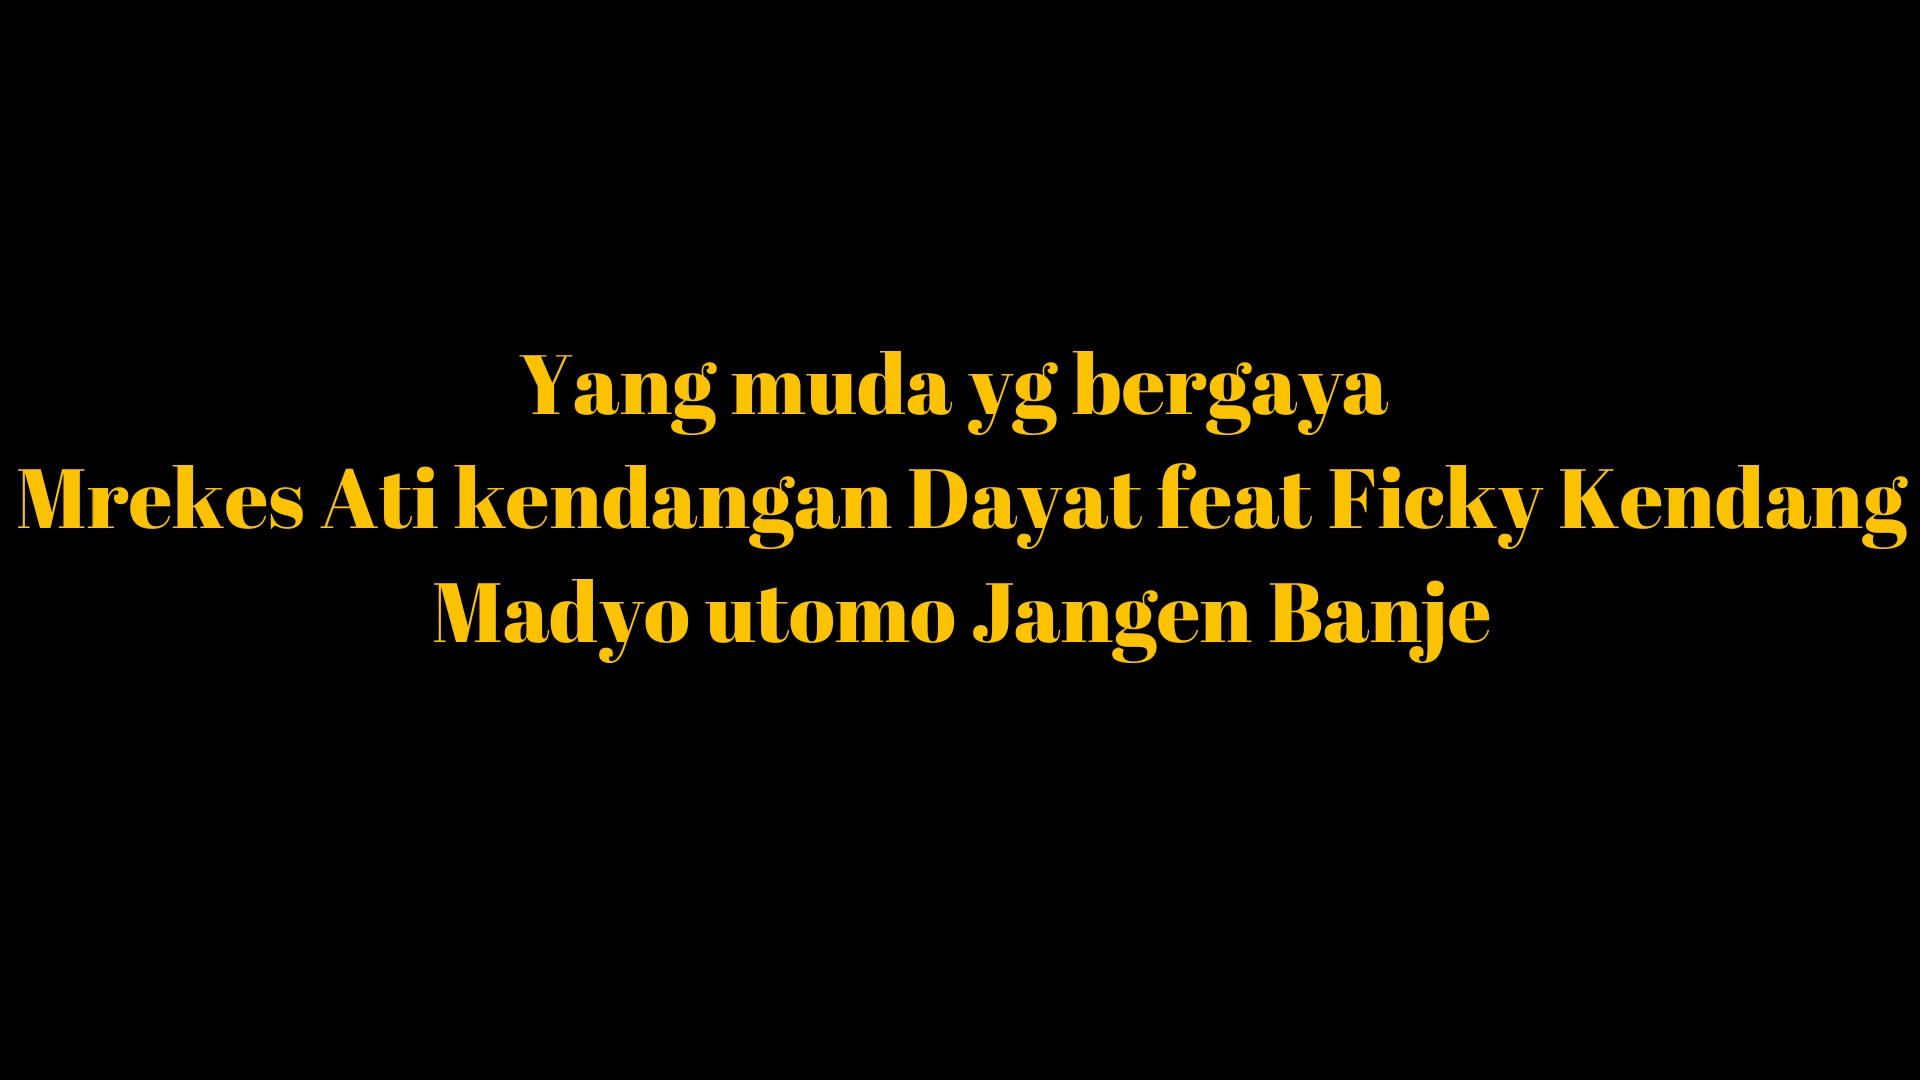 Yang muda yg bergaya
Mrekes Ati kendangan Dayat feat Ficky Kendang
Madyo utomo Jangen Banje